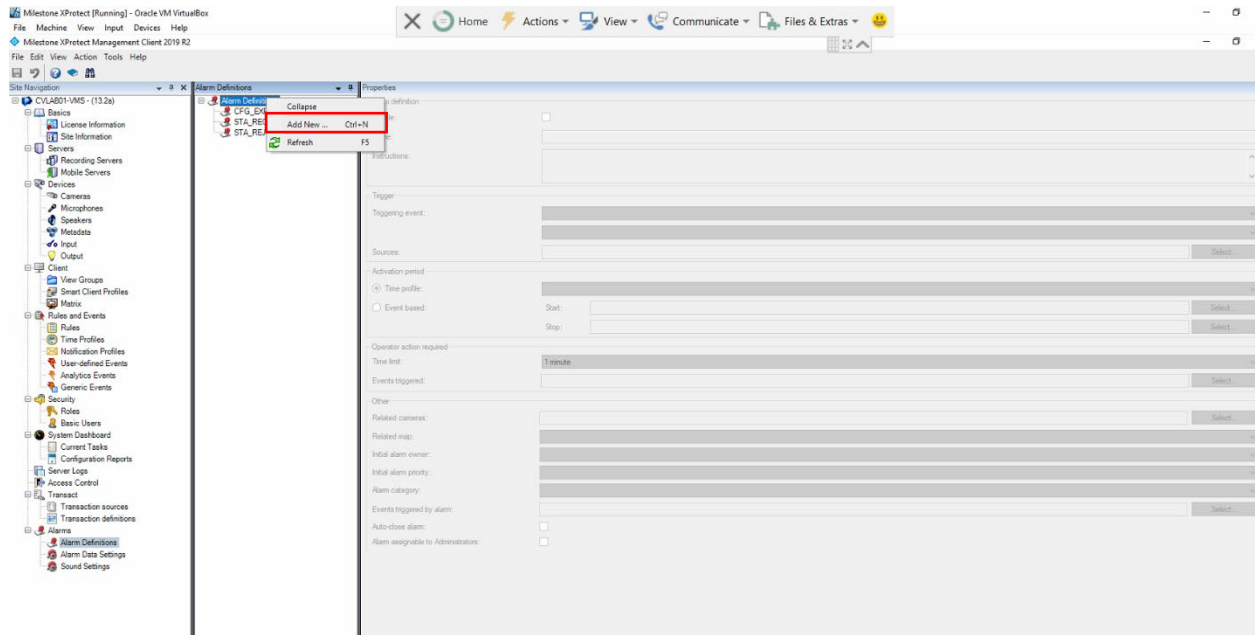 Milestone XProtect [Running] - Oracle VM VirtualBox
File Machine View Input Devices Help
Home Actions View Communicate Files & Extras
Milestone XProtect Management Client 2019 R2
File Edit View Action Tools Help
Site Navigation
CVLAB01-VMS - (13.2a)
Basics
License Information
Site Information
Servers
Recording Servers
Mobile Servers
Devices
Cameras
Microphones
Speakers
Metadata
Input
Output
Client
View Groups
Smart Client Profiles
Matrix
Rules and Events
Rules
Time Profiles
Notification Profiles
User-defined Events
Analytics Events
Generic Events
Security
Roles
Basic Users
System Dashboard
Current Tasks
Configuration Reports
Server Logs
Access Control
Transact
Transaction sources
Transaction definitions
Alarms
Alarm Definitions
Alarm Data Settings
Sound Settings
Alarm Definitions
Alarm Definiti
CFG_EX
STA_REC
STA_REJ
Collapse
Add New ... Ctrl+N
Refresh F5
Properties
definition
Instructions:
Trigger
Triggering event:
Sources: Select...
Activation period
Time profile:
Event based: Start: Select...
Stop: Select...
Operator action required
Time limit: 1 minute
Events triggered: Select...
Other
Related cameras: Select...
Related map:
Initial alarm owner:
Initial alarm priority:
Alarm category:
Events triggered by alarm: Select...
Auto-close alarm:
Alarm assignable to Administrators: